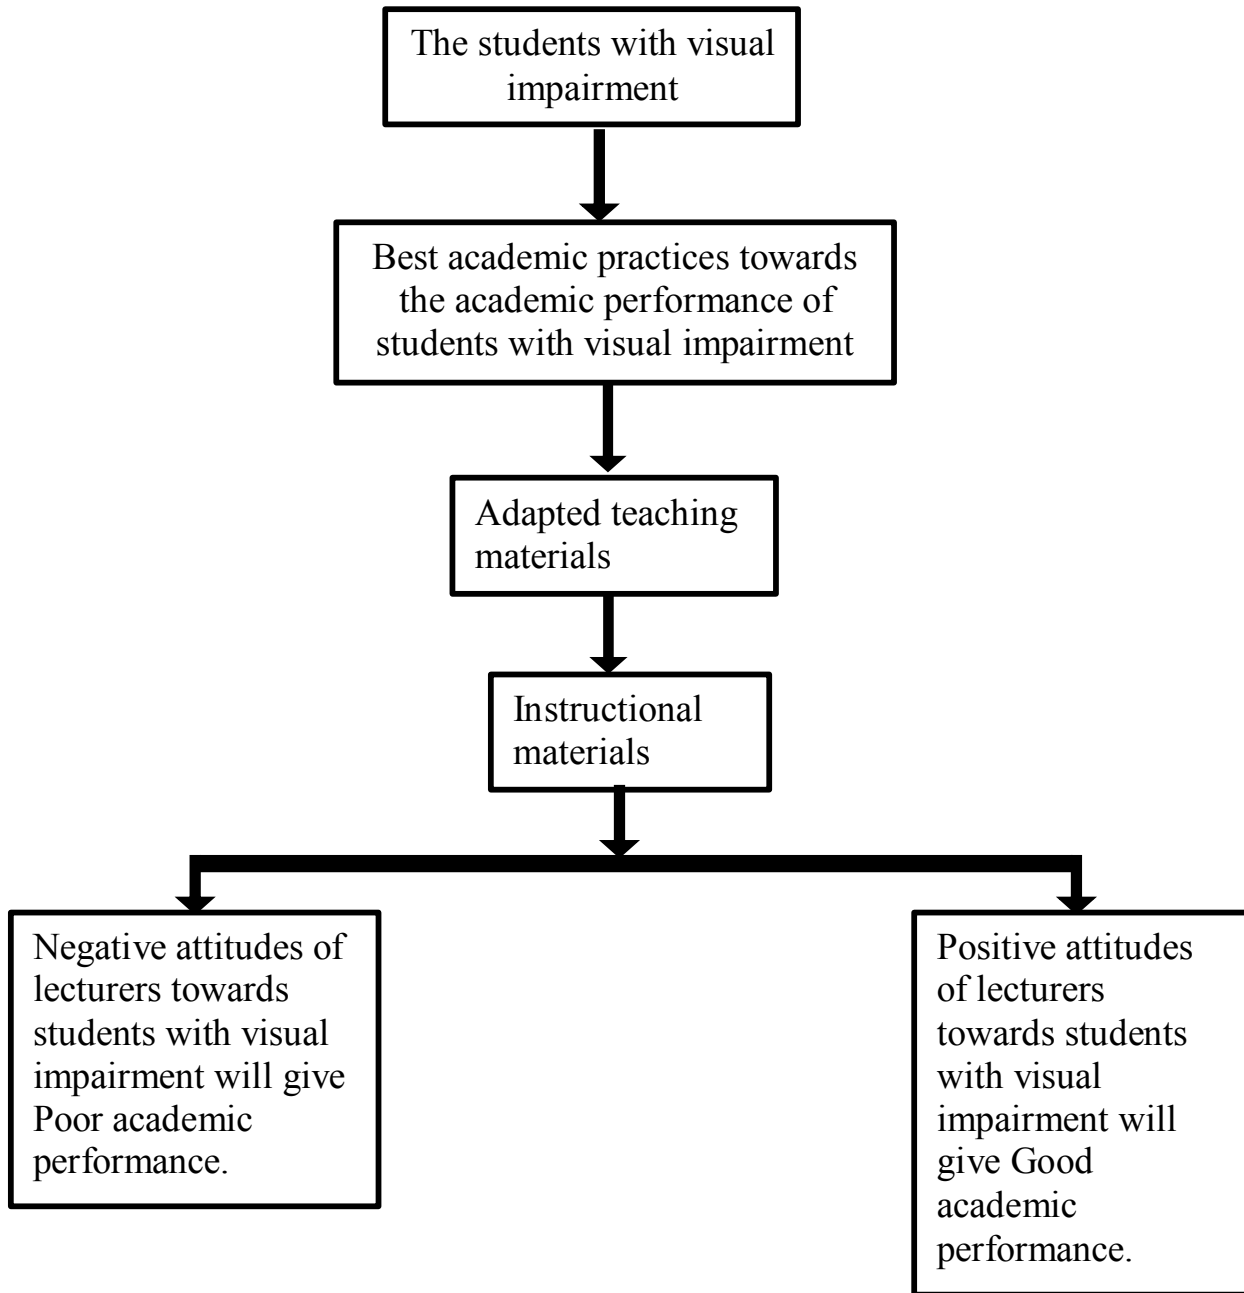 The students with visual
impairment
Best academic practices towards
the academic performance of
students with visual impairment
Adapted teaching
materials
Instructional
materials
Negative attitudes of
lecturers towards
students with visual
impairment will give
Poor academic
performance.
Positive attitudes
of lecturers
towards students
with visual
impairment will
give Good
academic
performance.